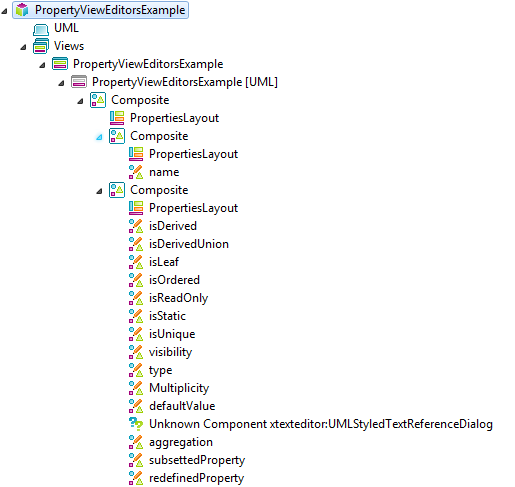 PropertyViewEditorsExample
UML
Views
PropertyViewEditorsExample
PropertyViewEditorsExample [UML]
Composite
PropertiesLayout
Composite
PropertiesLayout
name
Composite
PropertiesLayout
isDerived
isDerivedUnion
isLeaf
isOrdered
isReadOnly
isStatic
isUnique
visibility
type
Multiplicity
defaultValue
Unknown Component xtexteditor:UMLStyledTextReferenceDialog
aggregation
subsettedProperty
redefinedProperty